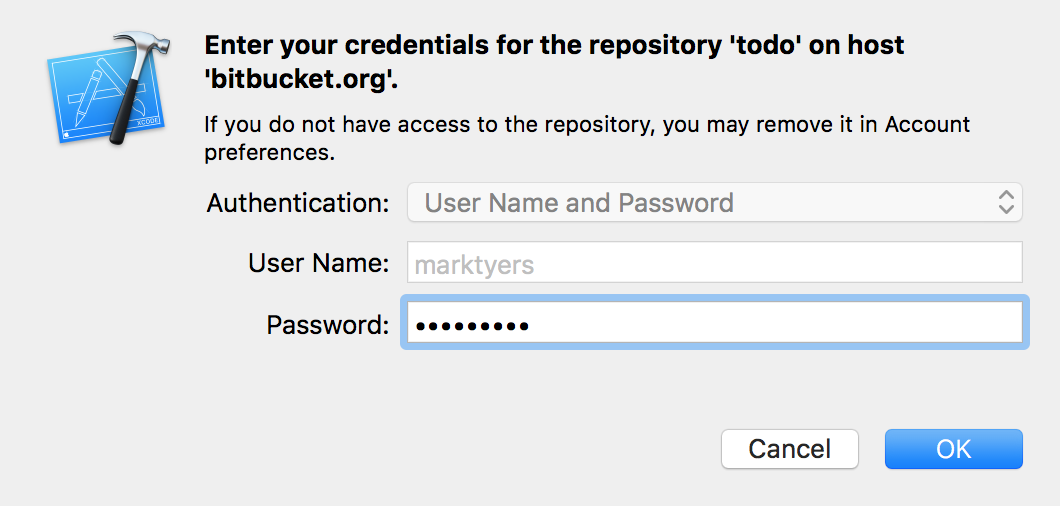 Enter your credentials for the repository 'todo' on host
'bitbucket.org'.
If you do not have access to the repository, you may remove it in Account
preferences.
Authentication: User Name and Password
User Name: marktyers
Password: •••••••••
Cancel OK
XCODE